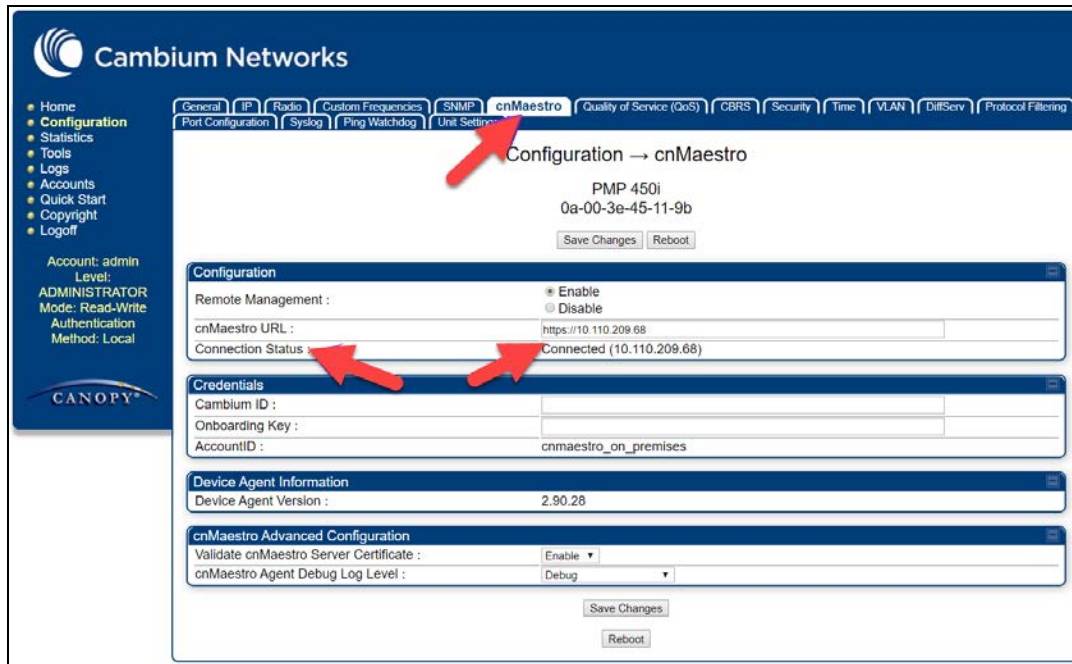 Cambium Networks
Home
Configuration
Statistics
Tools
Logs
Accounts
Quick Start
Copyright
Logoff
Account: admin
Level:
ADMINISTRATOR
Mode: Read-Write
Authentication
Method: Local
CANOPY
General IP Radio Custom Frequencies SNMP cnMaestro Quality of Service (QoS) CBRS Security Time VLAN DiffServ Protocol Filtering
Port Configuration Syslog Ping Watchdog Unit
Configuration → cnMaestro
PMP 450i
0a-00-3e-45-11-9b
Save Changes Reboot
Configuration
Remote Management : Enable
Disable
cnMaestro URL : https://10.110.209.68
Connection Status : Connected (10.110.209.68)
Credentials
Cambium ID :
Onboarding Key :
AccountID : cnmaestro_on_premises
Device Agent Information
Device Agent Version : 2.90.28
cnMaestro Advanced Configuration
Validate cnMaestro Server Certificate : Enable
cnMaestro Agent Debug Log Level : Debug
Save Changes
Reboot